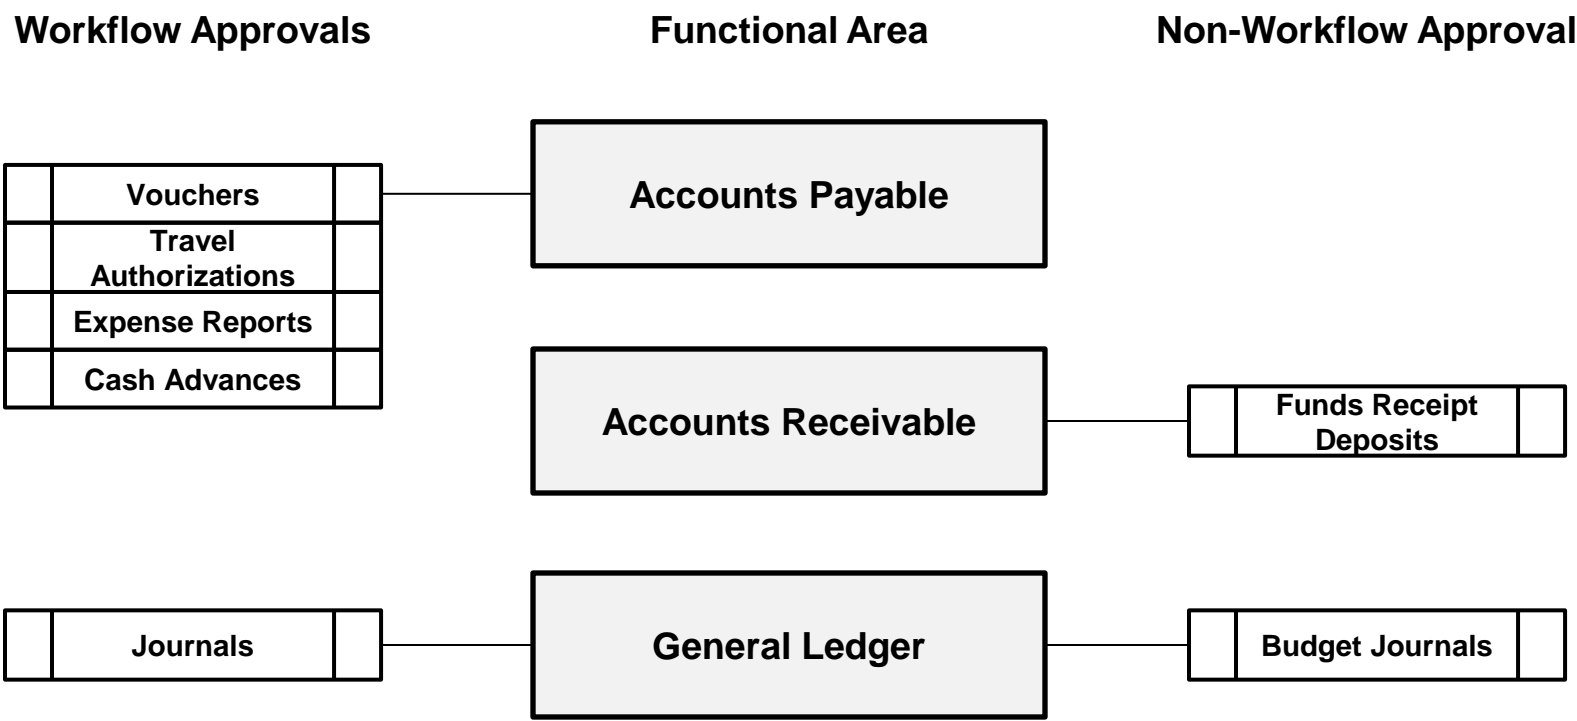 Workflow Approvals
Functional Area
Non-Workflow Approval
Vouchers
Accounts Payable
Travel
Authorizations
Expense Reports
Cash Advances
Accounts Receivable
Funds Receipt
Deposits
Journals
General Ledger
Budget Journals